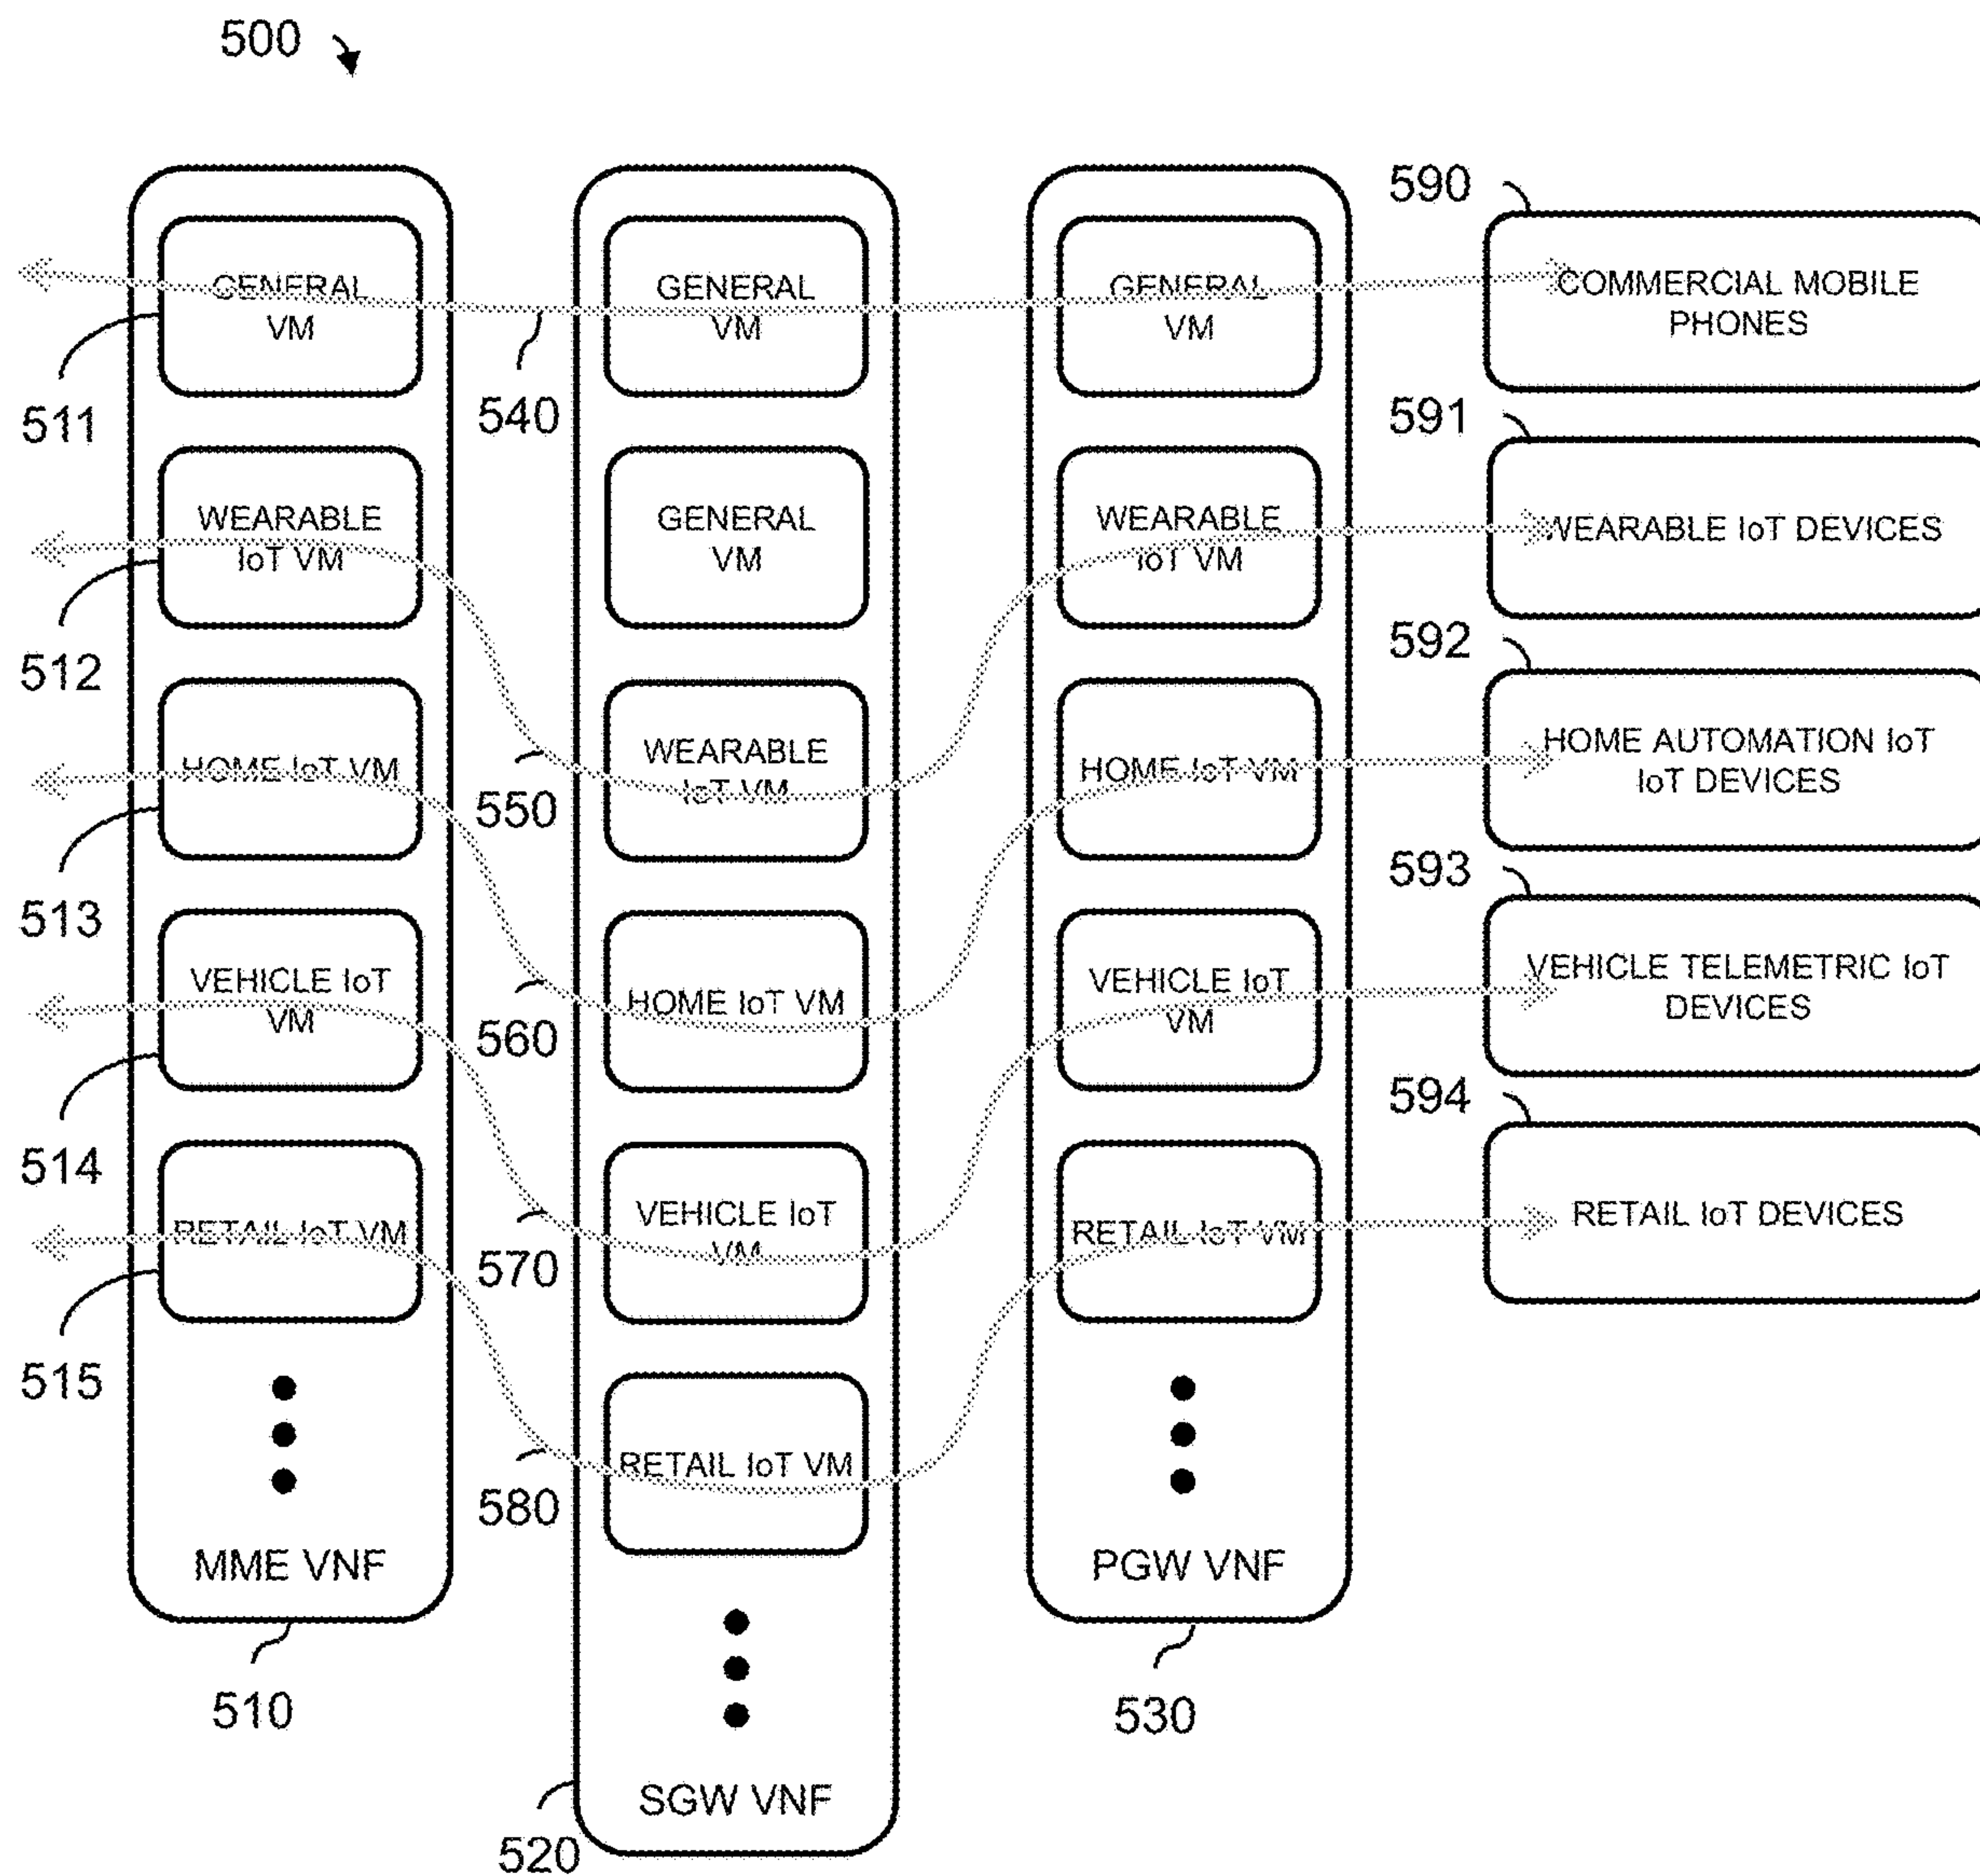 500
GENERAL
VM
511
WEARABLE
IoT VM
512
HOME IoT VM
513
VEHICLE IoT
VM
514
RETAIL IoT VM
515
MME VNF
510
540
550
560
570
580
GENERAL
VM
GENERAL
VM
WEARABLE
IoT VM
HOME IoT VM
VEHICLE IoT
VM
RETAIL IoT VM
SGW VNF
520
GENERAL
VM
WEARABLE
IoT VM
HOME IoT VM
VEHICLE IoT
VM
RETAIL IoT VM
PGW VNF
530
590
COMMERCIAL MOBILE
PHONES
591
WEARABLE IoT DEVICES
592
HOME AUTOMATION IoT
IoT DEVICES
593
VEHICLE TELEMETRIC IoT
DEVICES
594
RETAIL IoT DEVICES